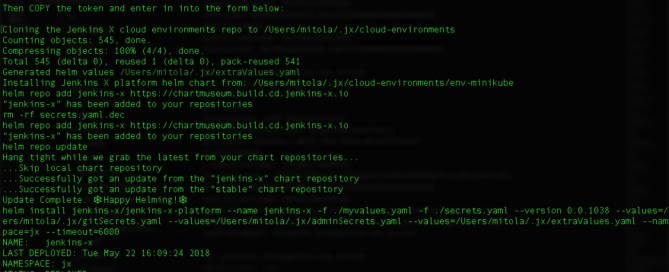 Then COPY the token and enter in into the form below:
Cloning the Jenkins X cloud environments repo to /Users/mitola/.jx/cloud-environments
Counting objects: 545, done.
Compressing objects: 100% (4/4), done.
Total 545 (delta 0), reused 1 (delta 0), pack-reused 541
Generated helm values /Users/mitola/.jx/extraValues.yaml
Installing Jenkins X platform helm chart from: /Users/mitola/.jx/cloud-environments/env-minikube
helm repo add jenkins-x https://chartmuseum.build.cd.jenkins-x.io
"jenkins-x" has been added to your repositories
rm -rf secrets.yaml.dec
helm repo add jenkins-x https://chartmuseum.build.cd.jenkins-x.io
"jenkins-x" has been added to your repositories
helm repo update
Hang tight while we grab the latest from your chart repositories...
...Skip local chart repository
...Successfully got an update from the "jenkins-x" chart repository
...Successfully got an update from the "stable" chart repository
Update Complete. ⎈Happy Helming!⎈
helm install jenkins-x/jenkins-x-platform --name jenkins-x -f ./myvalues.yaml -f ./secrets.yaml --version 0.0.1038 --values=/
ers/mitola/.jx/gitSecrets.yaml --values=/Users/mitola/.jx/adminSecrets.yaml --values=/Users/mitola/.jx/extraValues.yaml --nam
pace=jx --timeout=6000
NAME: jenkins-x
LAST DEPLOYED: Tue May 22 16:09:24 2018
NAMESPACE: jx